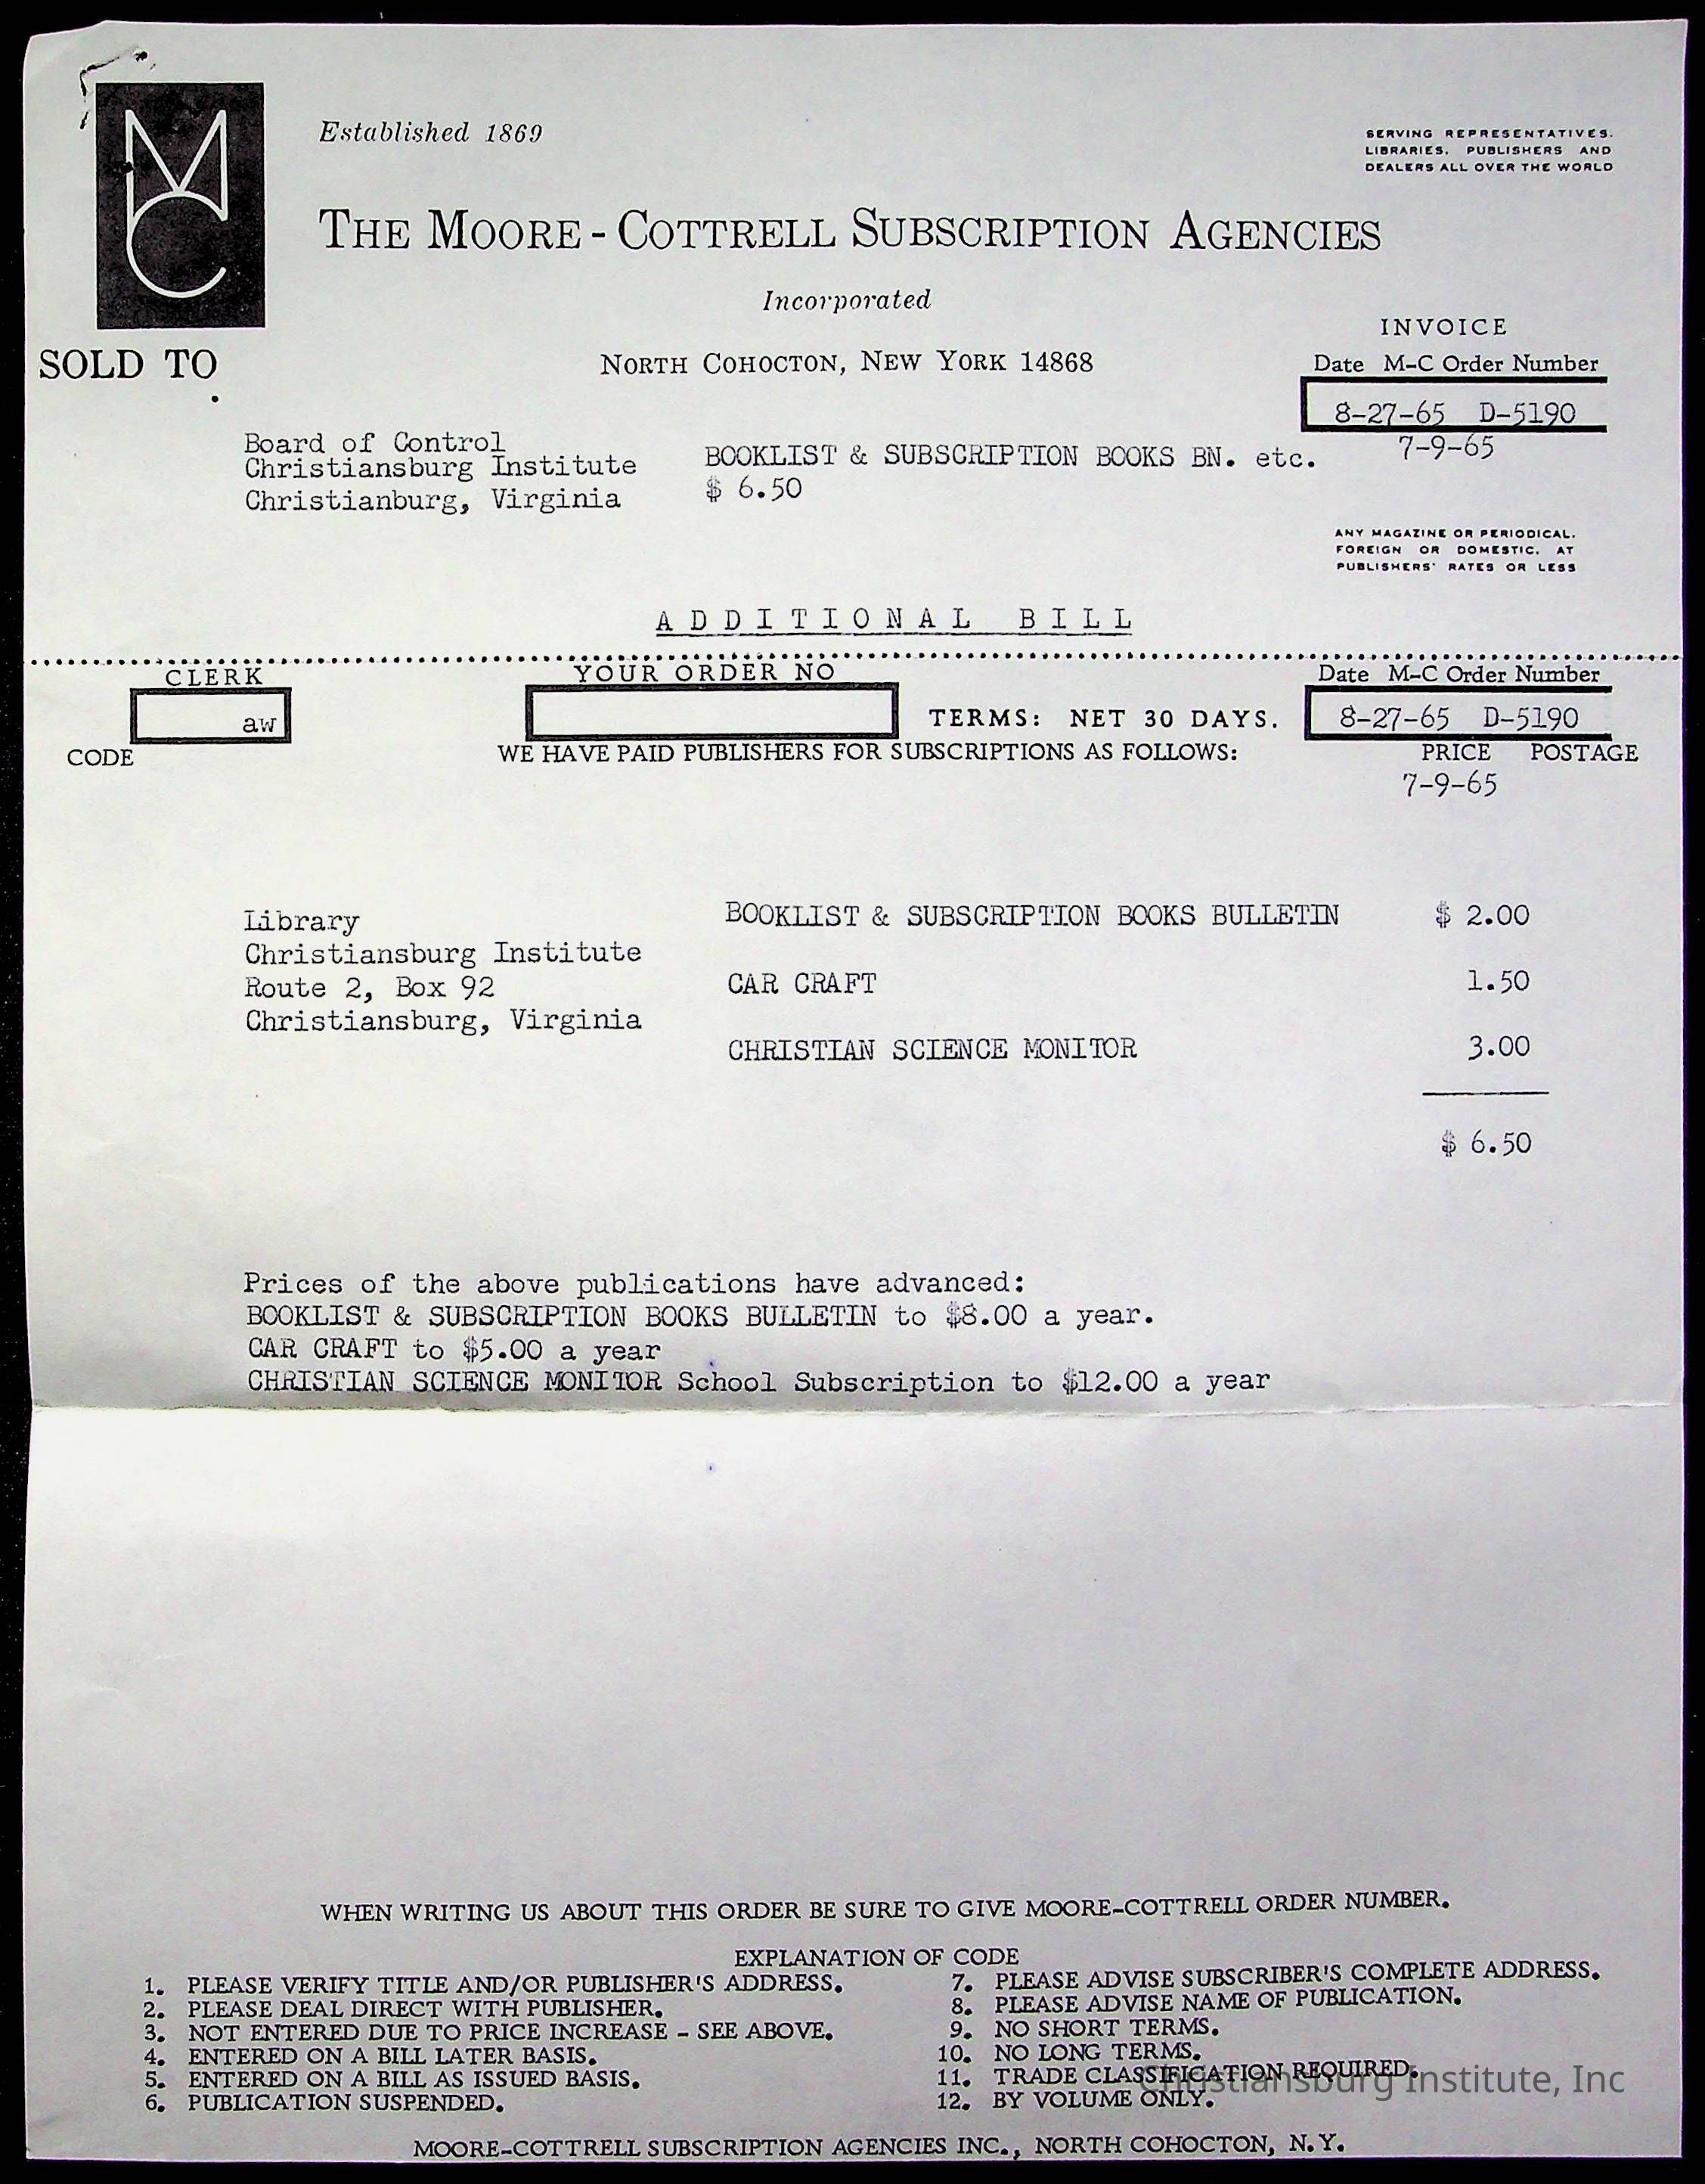 MC
Established 1869
SERVING REPRESENTATIVES.
LIBRARIES, PUBLISHERS AND
DEALERS ALL OVER THE WORLD
THE MOORE-COTTRELL SUBSCRIPTION AGENCIES
Incorporated
INVOICE
SOLD TO
NORTH COHOCTON, NEW YORK 14868
Date M-C Order Number
8-27-65 D-5190
7-9-65
Board of Control
Christiansburg Institute
Christianburg, Virginia
BOOKLIST & SUBSCRIPTION BOOKS BN. etc.
$ 6.50
ANY MAGAZINE OR PERIODICAL.
FOREIGN OR DOMESTIC. AT
PUBLISHERS' RATES OR LESS
ADDITIONAL BILL
CLERK
YOUR ORDER NO
Date M-C Order Number
aw
TERMS: NET 30 DAYS.
8-27-65 D-5190
CODE
WE HAVE PAID PUBLISHERS FOR SUBSCRIPTIONS AS FOLLOWS:
PRICE POSTAGE
7-9-65
Library
Christiansburg Institute
Route 2, Box 92
Christiansburg, Virginia
BOOKLIST & SUBSCRIPTION BOOKS BULLETIN $ 2.00
CAR CRAFT 1.50
CHRISTIAN SCIENCE MONITOR 3.00
$ 6.50
Prices of the above publications have advanced:
BOOKLIST & SUBSCRIPTION BOOKS BULLETIN to $8.00 a year.
CAR CRAFT to $5.00 a year
CHRISTIAN SCIENCE MONITOR School Subscription to $12.00 a year
WHEN WRITING US ABOUT THIS ORDER BE SURE TO GIVE MOORE-COTTRELL ORDER NUMBER.
EXPLANATION OF CODE
1. PLEASE VERIFY TITLE AND/OR PUBLISHER'S ADDRESS.
2. PLEASE DEAL DIRECT WITH PUBLISHER.
3. NOT ENTERED DUE TO PRICE INCREASE - SEE ABOVE.
4. ENTERED ON A BILL LATER BASIS.
5. ENTERED ON A BILL AS ISSUED BASIS.
6. PUBLICATION SUSPENDED.
7. PLEASE ADVISE SUBSCRIBER'S COMPLETE ADDRESS.
8. PLEASE ADVISE NAME OF PUBLICATION.
9. NO SHORT TERMS.
10. NO LONG TERMS.
11. TRADE CLASSIFICATION REQUIRED.
12. BY VOLUME ONLY.
Christiansburg Institute, Inc
MOORE-COTTRELL SUBSCRIPTION AGENCIES INC., NORTH COHOCTON, N.Y.